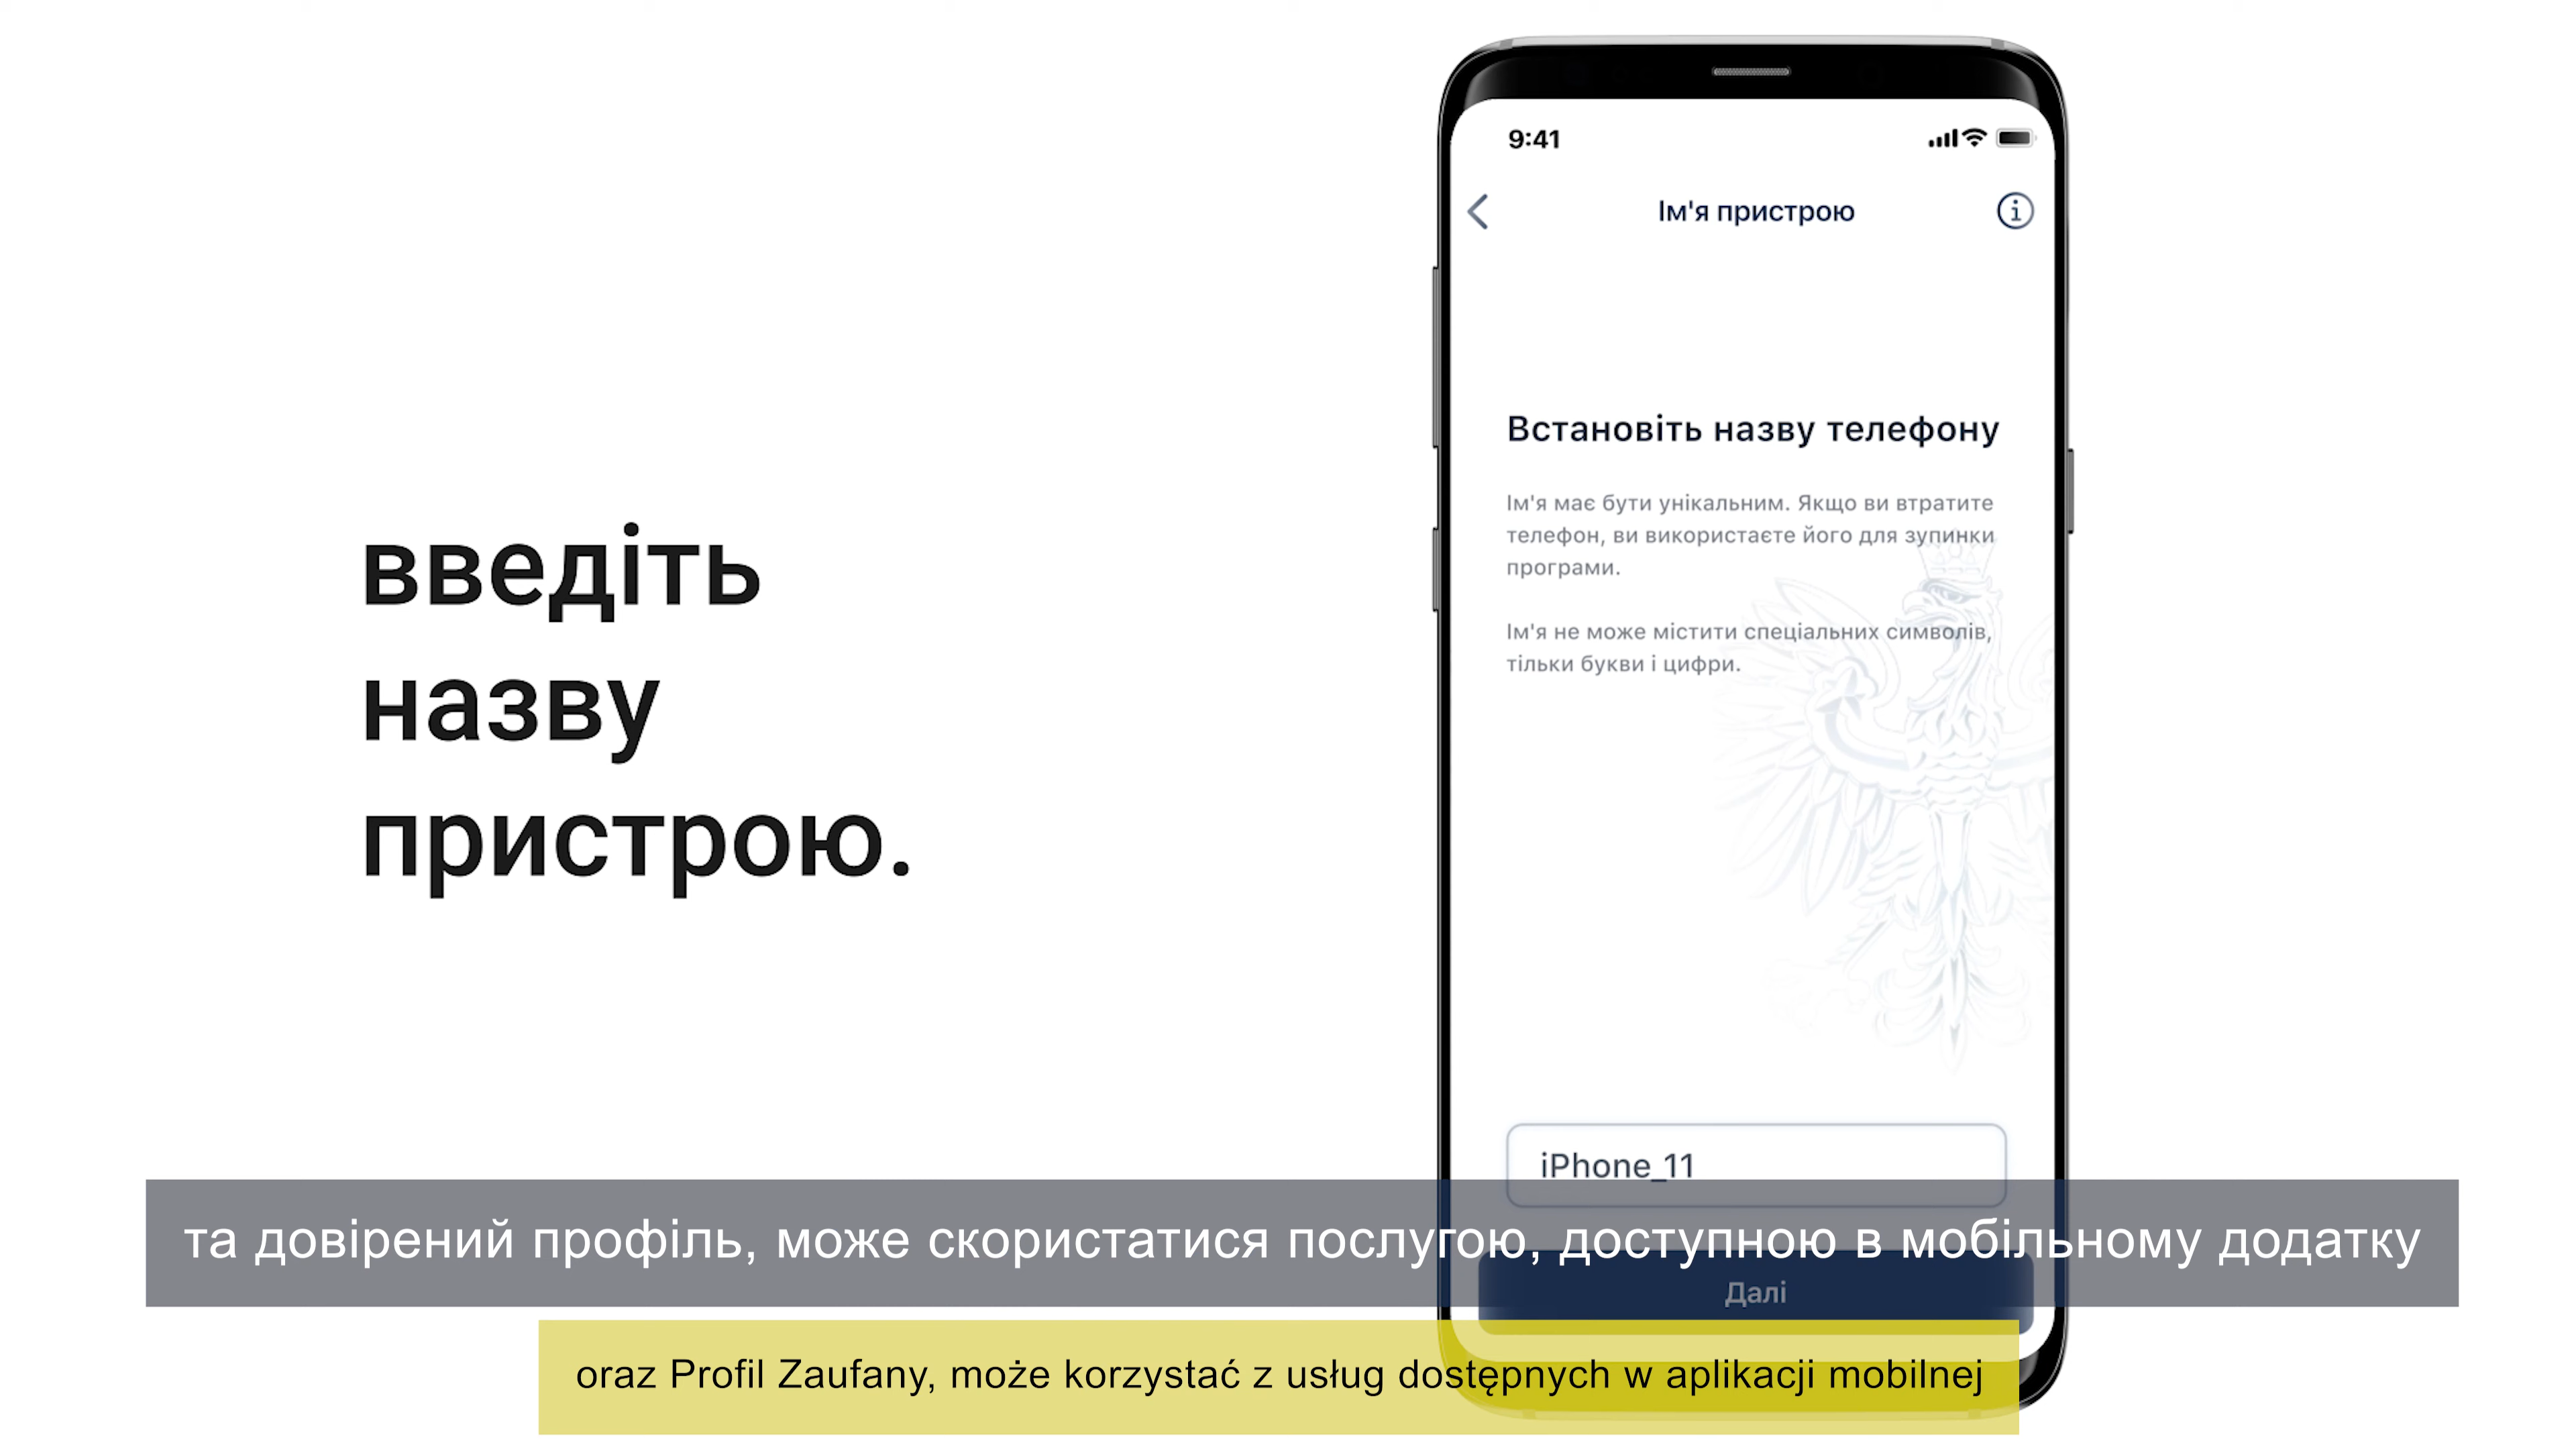 введіть
назву
пристрою.
9:41
Ім'я пристрою
Встановіть назву телефону
Ім'я має бути унікальним. Якщо ви втратите
телефон, ви використаєте його для зупинки
програми.
Ім'я не може містити спеціальних символів,
тільки букви і цифри.
iPhone_11
Далі
та довірений профіль, може скористатися послугою, доступною в мобільному додатку
oraz Profil Zaufany, może korzystać z usług dostępnych w aplikacji mobilnej